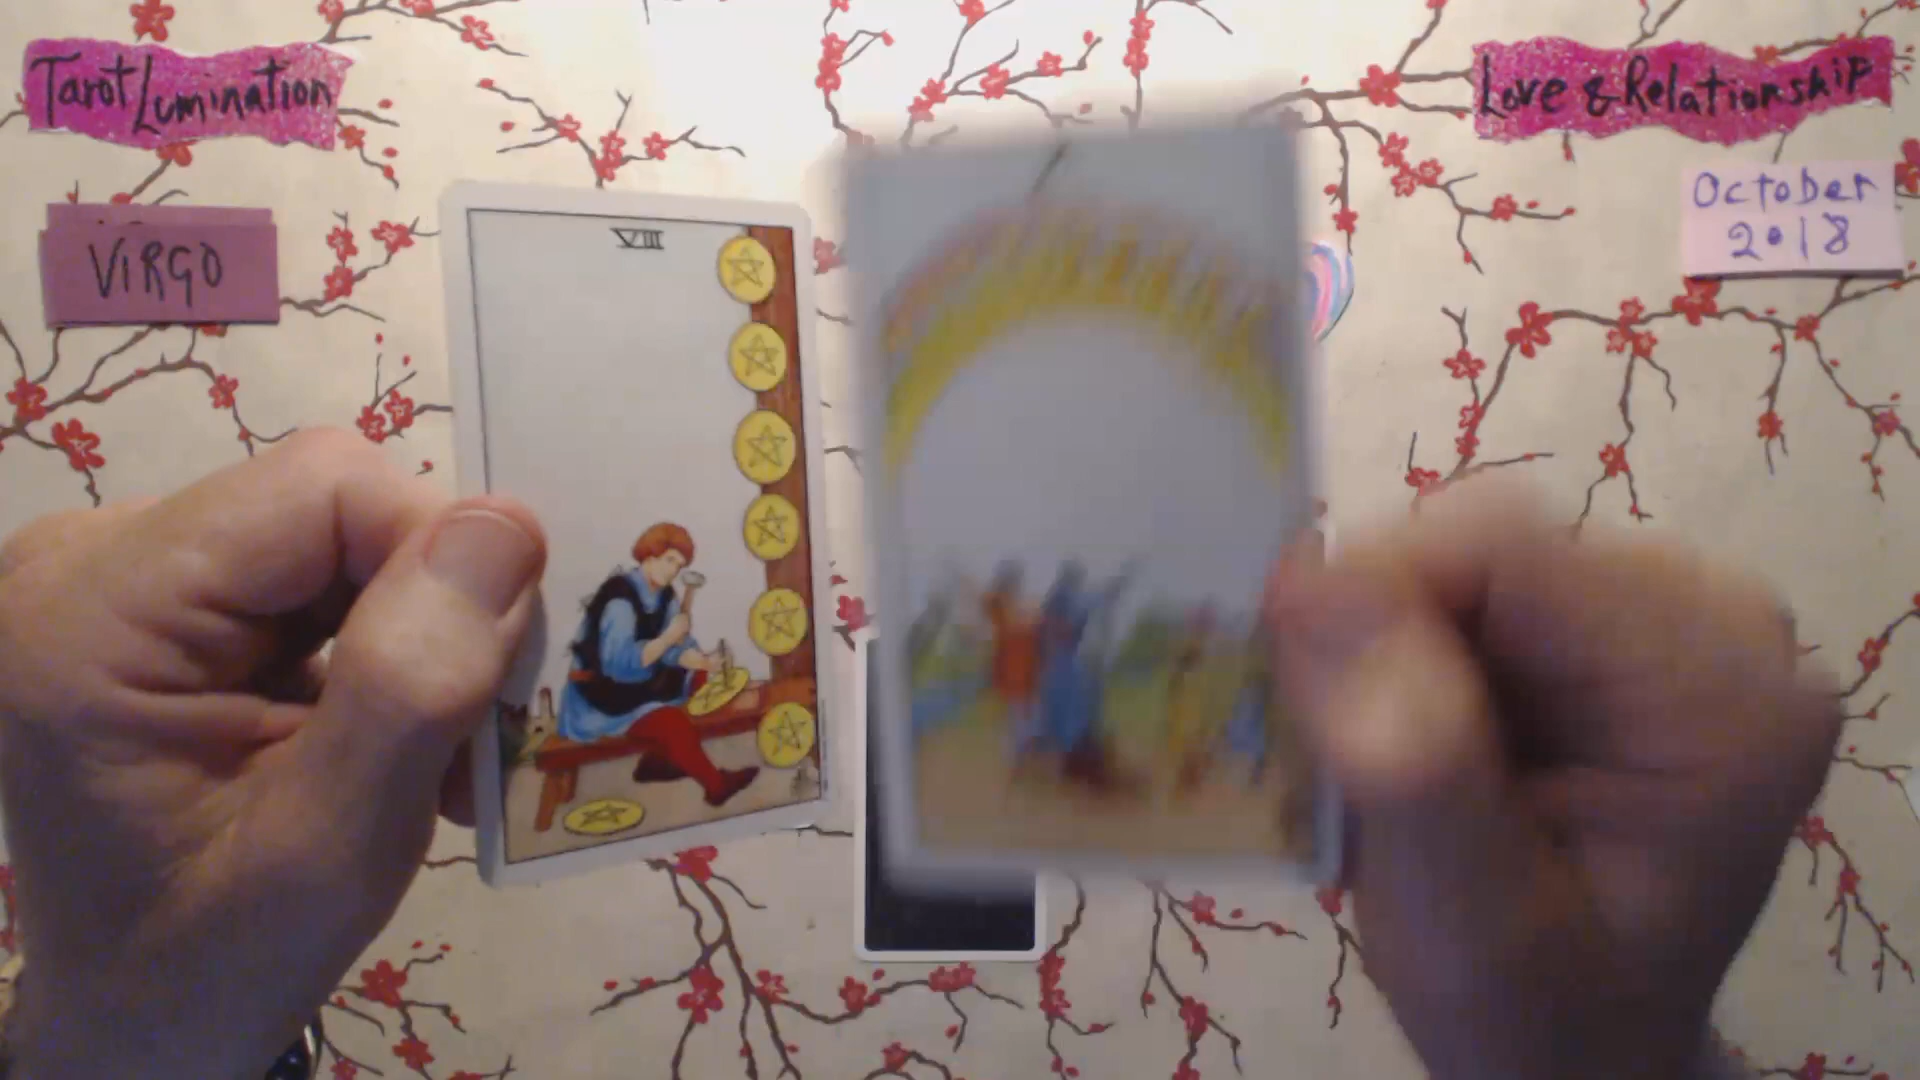 Tarot Lumination
Love & Relationship
VIRGO
October
2018
VIII